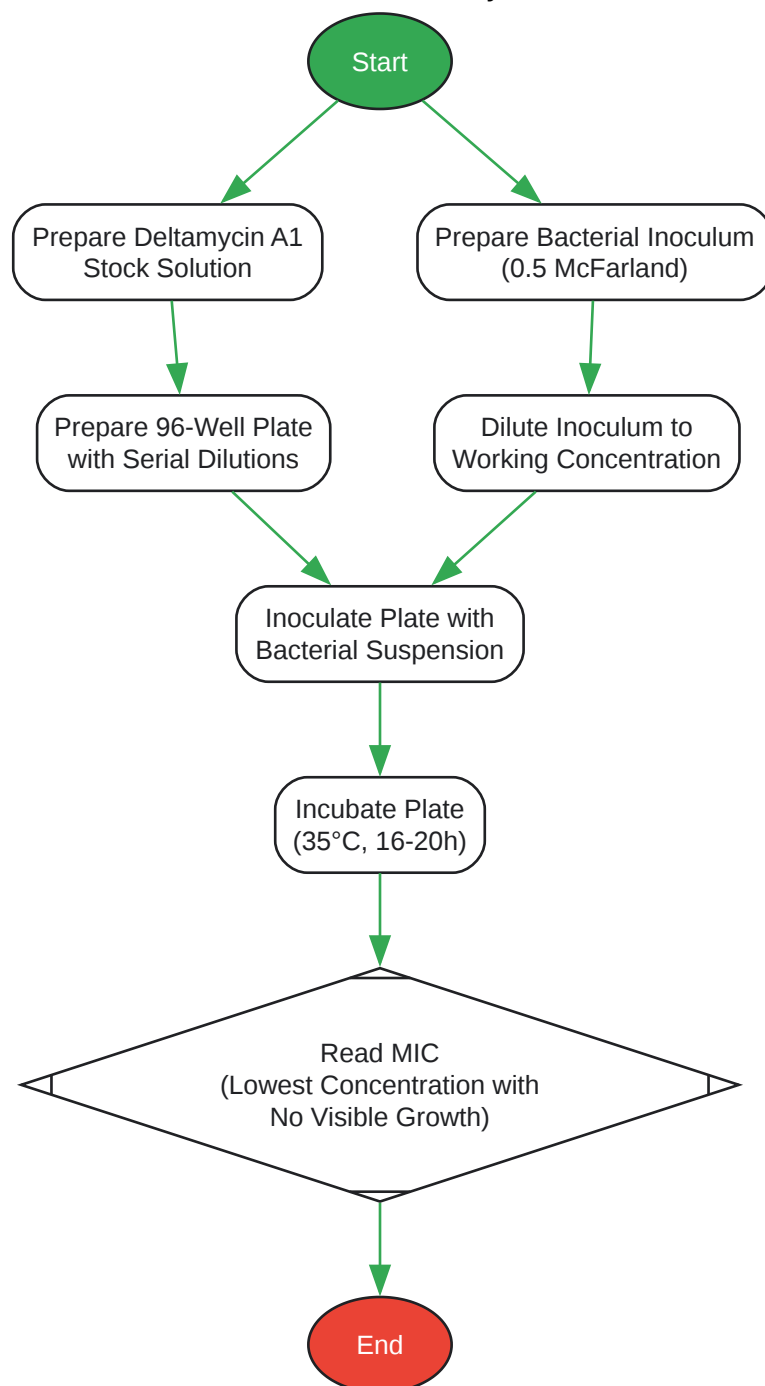 Start
Prepare Deltamycin A1
Stock Solution
Prepare Bacterial Inoculum
(0.5 McFarland)
Prepare 96-Well Plate
with Serial Dilutions
Dilute Inoculum to
Working Concentration
Inoculate Plate with
Bacterial Suspension
Incubate Plate
(35°C, 16-20h)
Read MIC
(Lowest Concentration with
No Visible Growth)
End